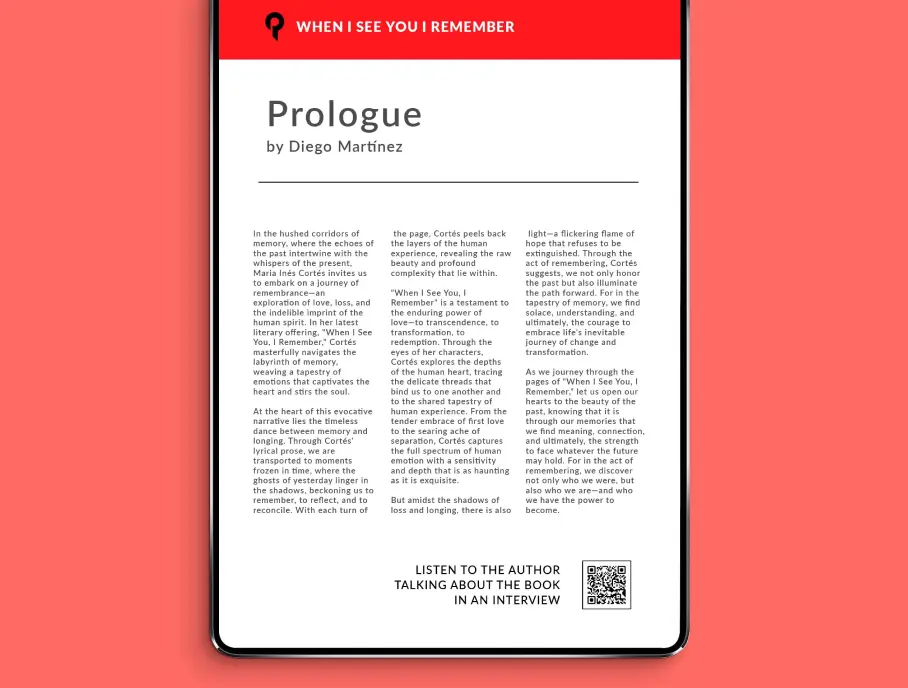 WHEN I SEE YOU I REMEMBER
Prologue
by Diego Martínez
In the hushed corridors of
memory, where the echoes of
the past intertwine with the
whispers of the present,
Maria Inés Cortés invites us
to embark on a journey of
remembrance—an
exploration of love, loss, and
the indelible imprint of the
human spirit. In her latest
literary offering, "When I See
You, I Remember," Cortés
masterfully navigates the
labyrinth of memory,
weaving a tapestry of
emotions that captivates the
heart and stirs the soul.
At the heart of this evocative
narrative lies the timeless
dance between memory and
longing. Through Cortés'
lyrical prose, we are
transported to moments
frozen in time, where the
ghosts of yesterday linger in
the shadows, beckoning us to
remember, to reflect, and to
reconcile. With each turn of
the page, Cortés peels back
the layers of the human
experience, revealing the raw
beauty and profound
complexity that lie within.
"When I See You, I
Remember" is a testament to
the enduring power of
love—to transcendence, to
transformation, to
redemption. Through the
eyes of her characters,
Cortés explores the depths
of the human heart, tracing
the delicate threads that
bind us to one another and
to the shared tapestry of
human experience. From the
tender embrace of first love
to the searing ache of
separation, Cortés captures
the full spectrum of human
emotion with a sensitivity
and depth that is as haunting
as it is exquisite.
But amidst the shadows of
loss and longing, there is also
light—a flickering flame of
hope that refuses to be
extinguished. Through the
act of remembering, Cortés
suggests, we not only honor
the past but also illuminate
the path forward. For in the
tapestry of memory, we find
solace, understanding, and
ultimately, the courage to
embrace life's inevitable
journey of change and
transformation.
As we journey through the
pages of "When I See You, I
Remember," let us open our
hearts to the beauty of the
past, knowing that it is
through our memories that
we find meaning, connection,
and ultimately, the strength
to face whatever the future
may hold. For in the act of
remembering, we discover
not only who we were, but
also who we are—and who
we have the power to
become.
LISTEN TO THE AUTHOR
TALKING ABOUT THE BOOK
IN AN INTERVIEW